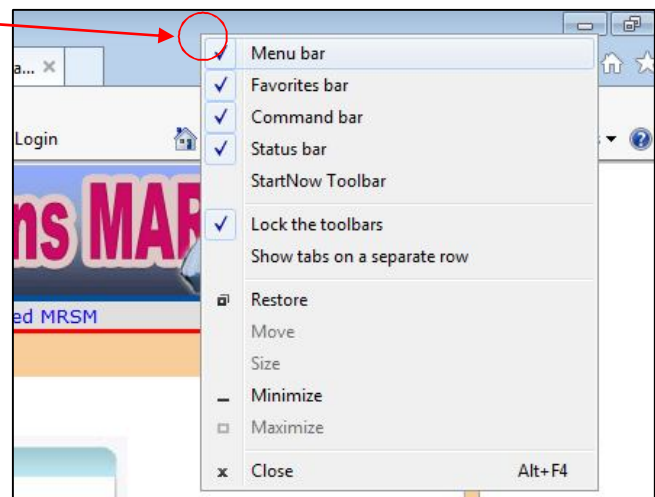 Menu bar
a...
Favorites bar
Command bar
Login
Status bar
StartNow Toolbar
ns MAR
Lock the toolbars
Show tabs on a separate row
ed MRSM
Restore
Move
Size
Minimize
Maximize
Close Alt+F4